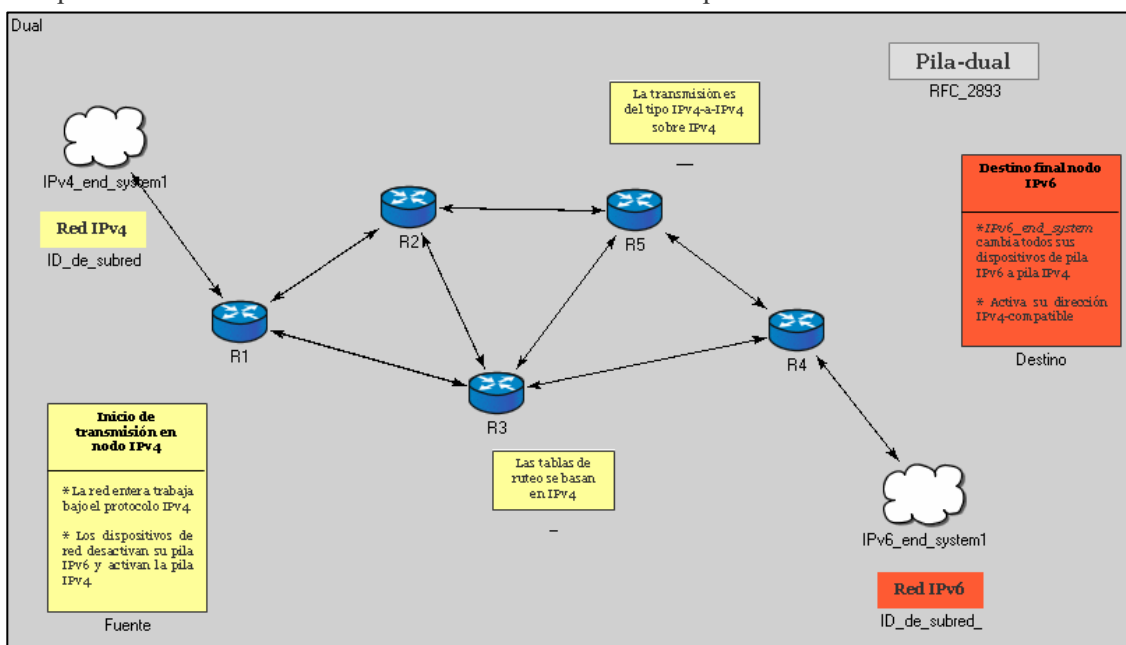 Dual
Pila-dual
RFC_2893
La transmisión es
del tipo IPv4-a-IPv4
sobre IPv4
IPv4_end_system1
Red IPv4
ID_de_subred
R2
R5
Destino final nodo
IPv6
*IPv6_end_system
cambia todos sus
dispositivos de pila
IPv6 a pila IPv4
* Activa su dirección
IPv4-compatible
Destino
R1
R4
R3
Inicio de
transmisión en
nodo IPv4
* La red entera trabaja
bajo el protocolo IPv4
* Los dispositivos de
red desactivan su pila
IPv6 y activan la pila
IPv4
Fuente
Las tablas de
ruteo se basan
en IPv4
IPv6_end_system1
Red IPv6
ID_de_subred_